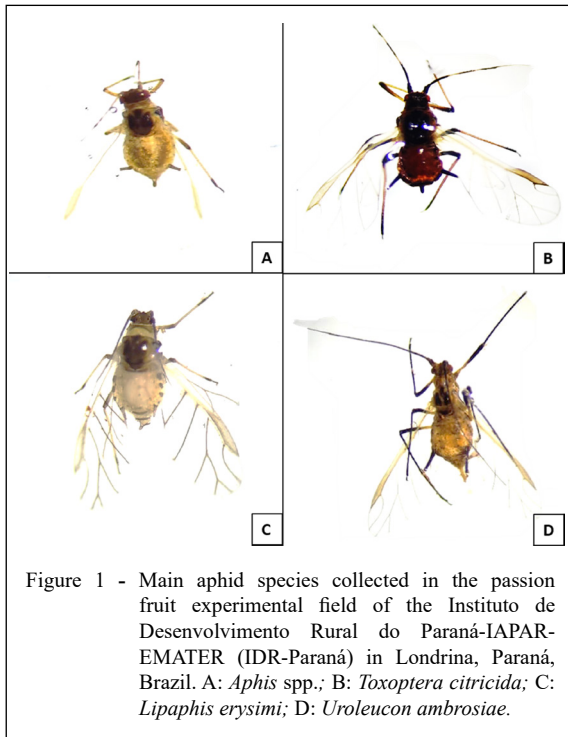 A
B
C
D
Figure 1 - Main aphid species collected in the passion
fruit experimental field of the Instituto de
Desenvolvimento Rural do Paraná-IAPAR-
EMATER (IDR-Paraná) in Londrina, Paraná,
Brazil. A: Aphis spp.; B: Toxoptera citricida; C:
Lipaphis erysimi; D: Uroleucon ambrosiae.